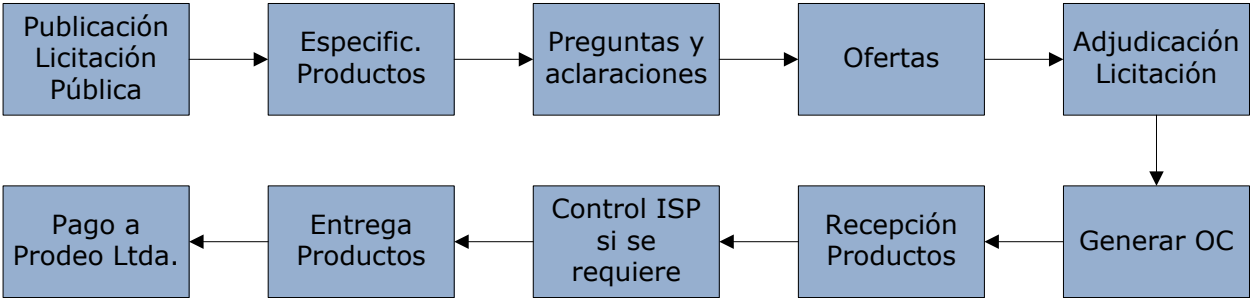 Publicación
Licitación
Pública
Especific.
Productos
Preguntas y
aclaraciones
Ofertas
Adjudicación
Licitación
Generar OC
Recepción
Productos
Control ISP
si se
requiere
Entrega
Productos
Pago a
Prodeo Ltda.